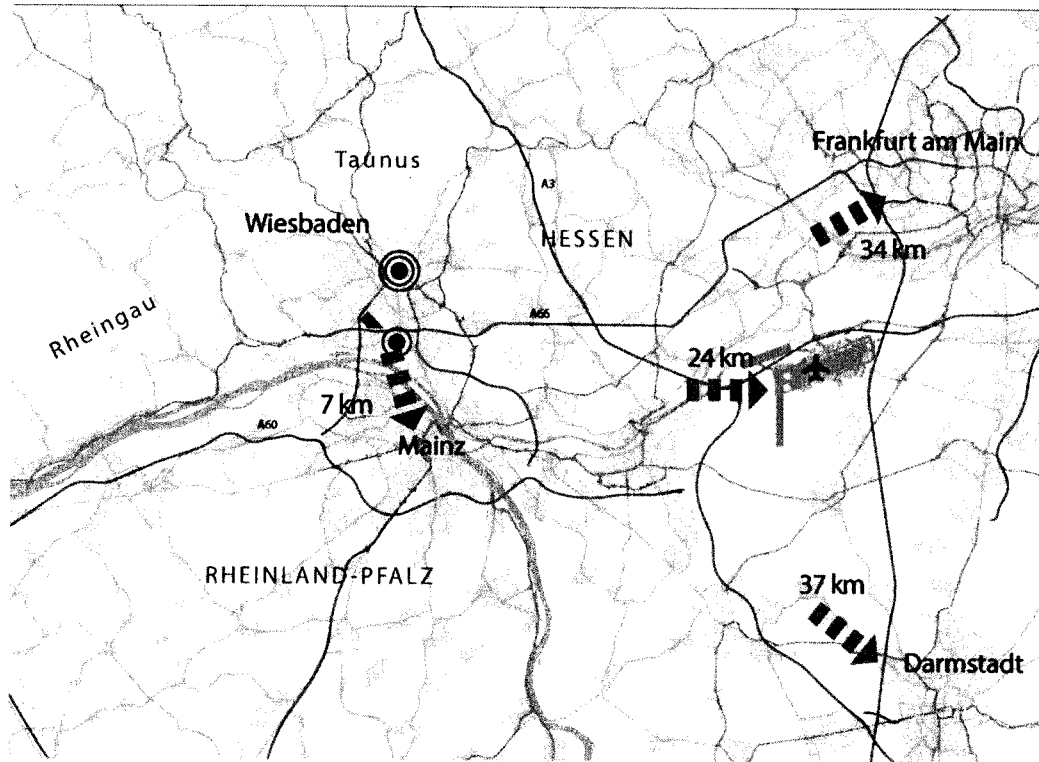 Frankfurt am Main
Taunus
A3
Wiesbaden
HESSEN
34 km
Rheingau
A66
24 km
7 km
A60
Mainz
RHEINLAND-PFALZ
37 km
Darmstadt